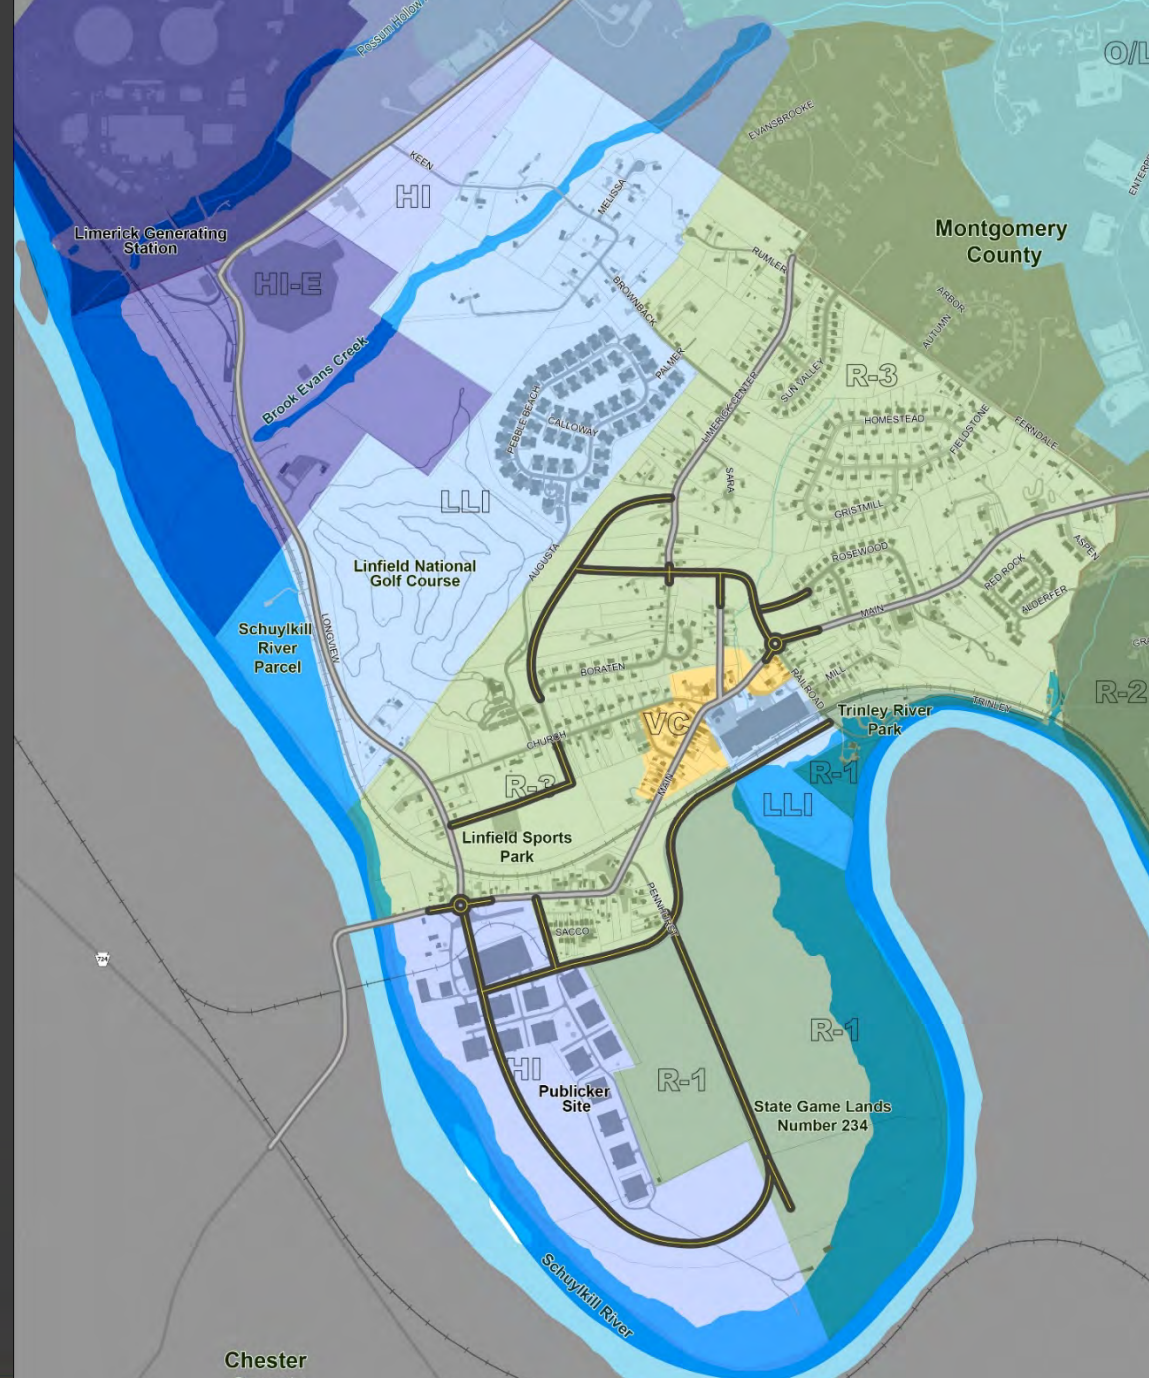 Possum Hollow
O/L
EVANSBROOKE
KEEN
HI
MELISSA
Limerick Generating
Station
Montgomery
County
HI-E
RUMLER
BROWNBACK
ARBOR
AUTUMN
Brook Evans Creek
PALMER
SUN VALLEY
R-3
PEBBLE BEACH
CALLOWAY
LIMERICK CENTER
HOMESTEAD
FIELDSTONE
FERNDALE
SARA
LLI
GRISTMILL
ROSEWOOD
ASPEN
Linfield National
Golf Course
AUGUSTA
RED ROCK
ALDERFER
MAIN
Schuylkill
River
Parcel
LONGVIEW
BORATEN
RAILROAD
MILL
R-2
TRINLEY
VC
Trinley River
Park
CHURCH
R-3
MAIN
R-1
LLI
Linfield Sports
Park
PENNHURST
SACCO
724
R-1
HI
R-1
Publicker
Site
State Game Lands
Number 234
Schuylkill River
Chester